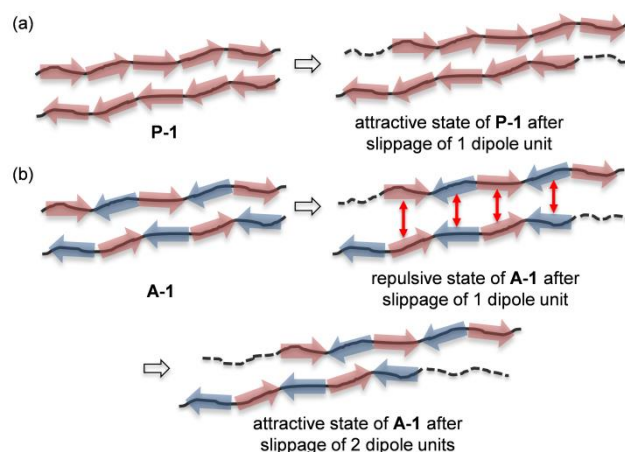 (a)
P-1
attractive state of P-1 after
slippage of 1 dipole unit
(b)
A-1
repulsive state of A-1 after
slippage of 1 dipole unit
attractive state of A-1 after
slippage of 2 dipole units